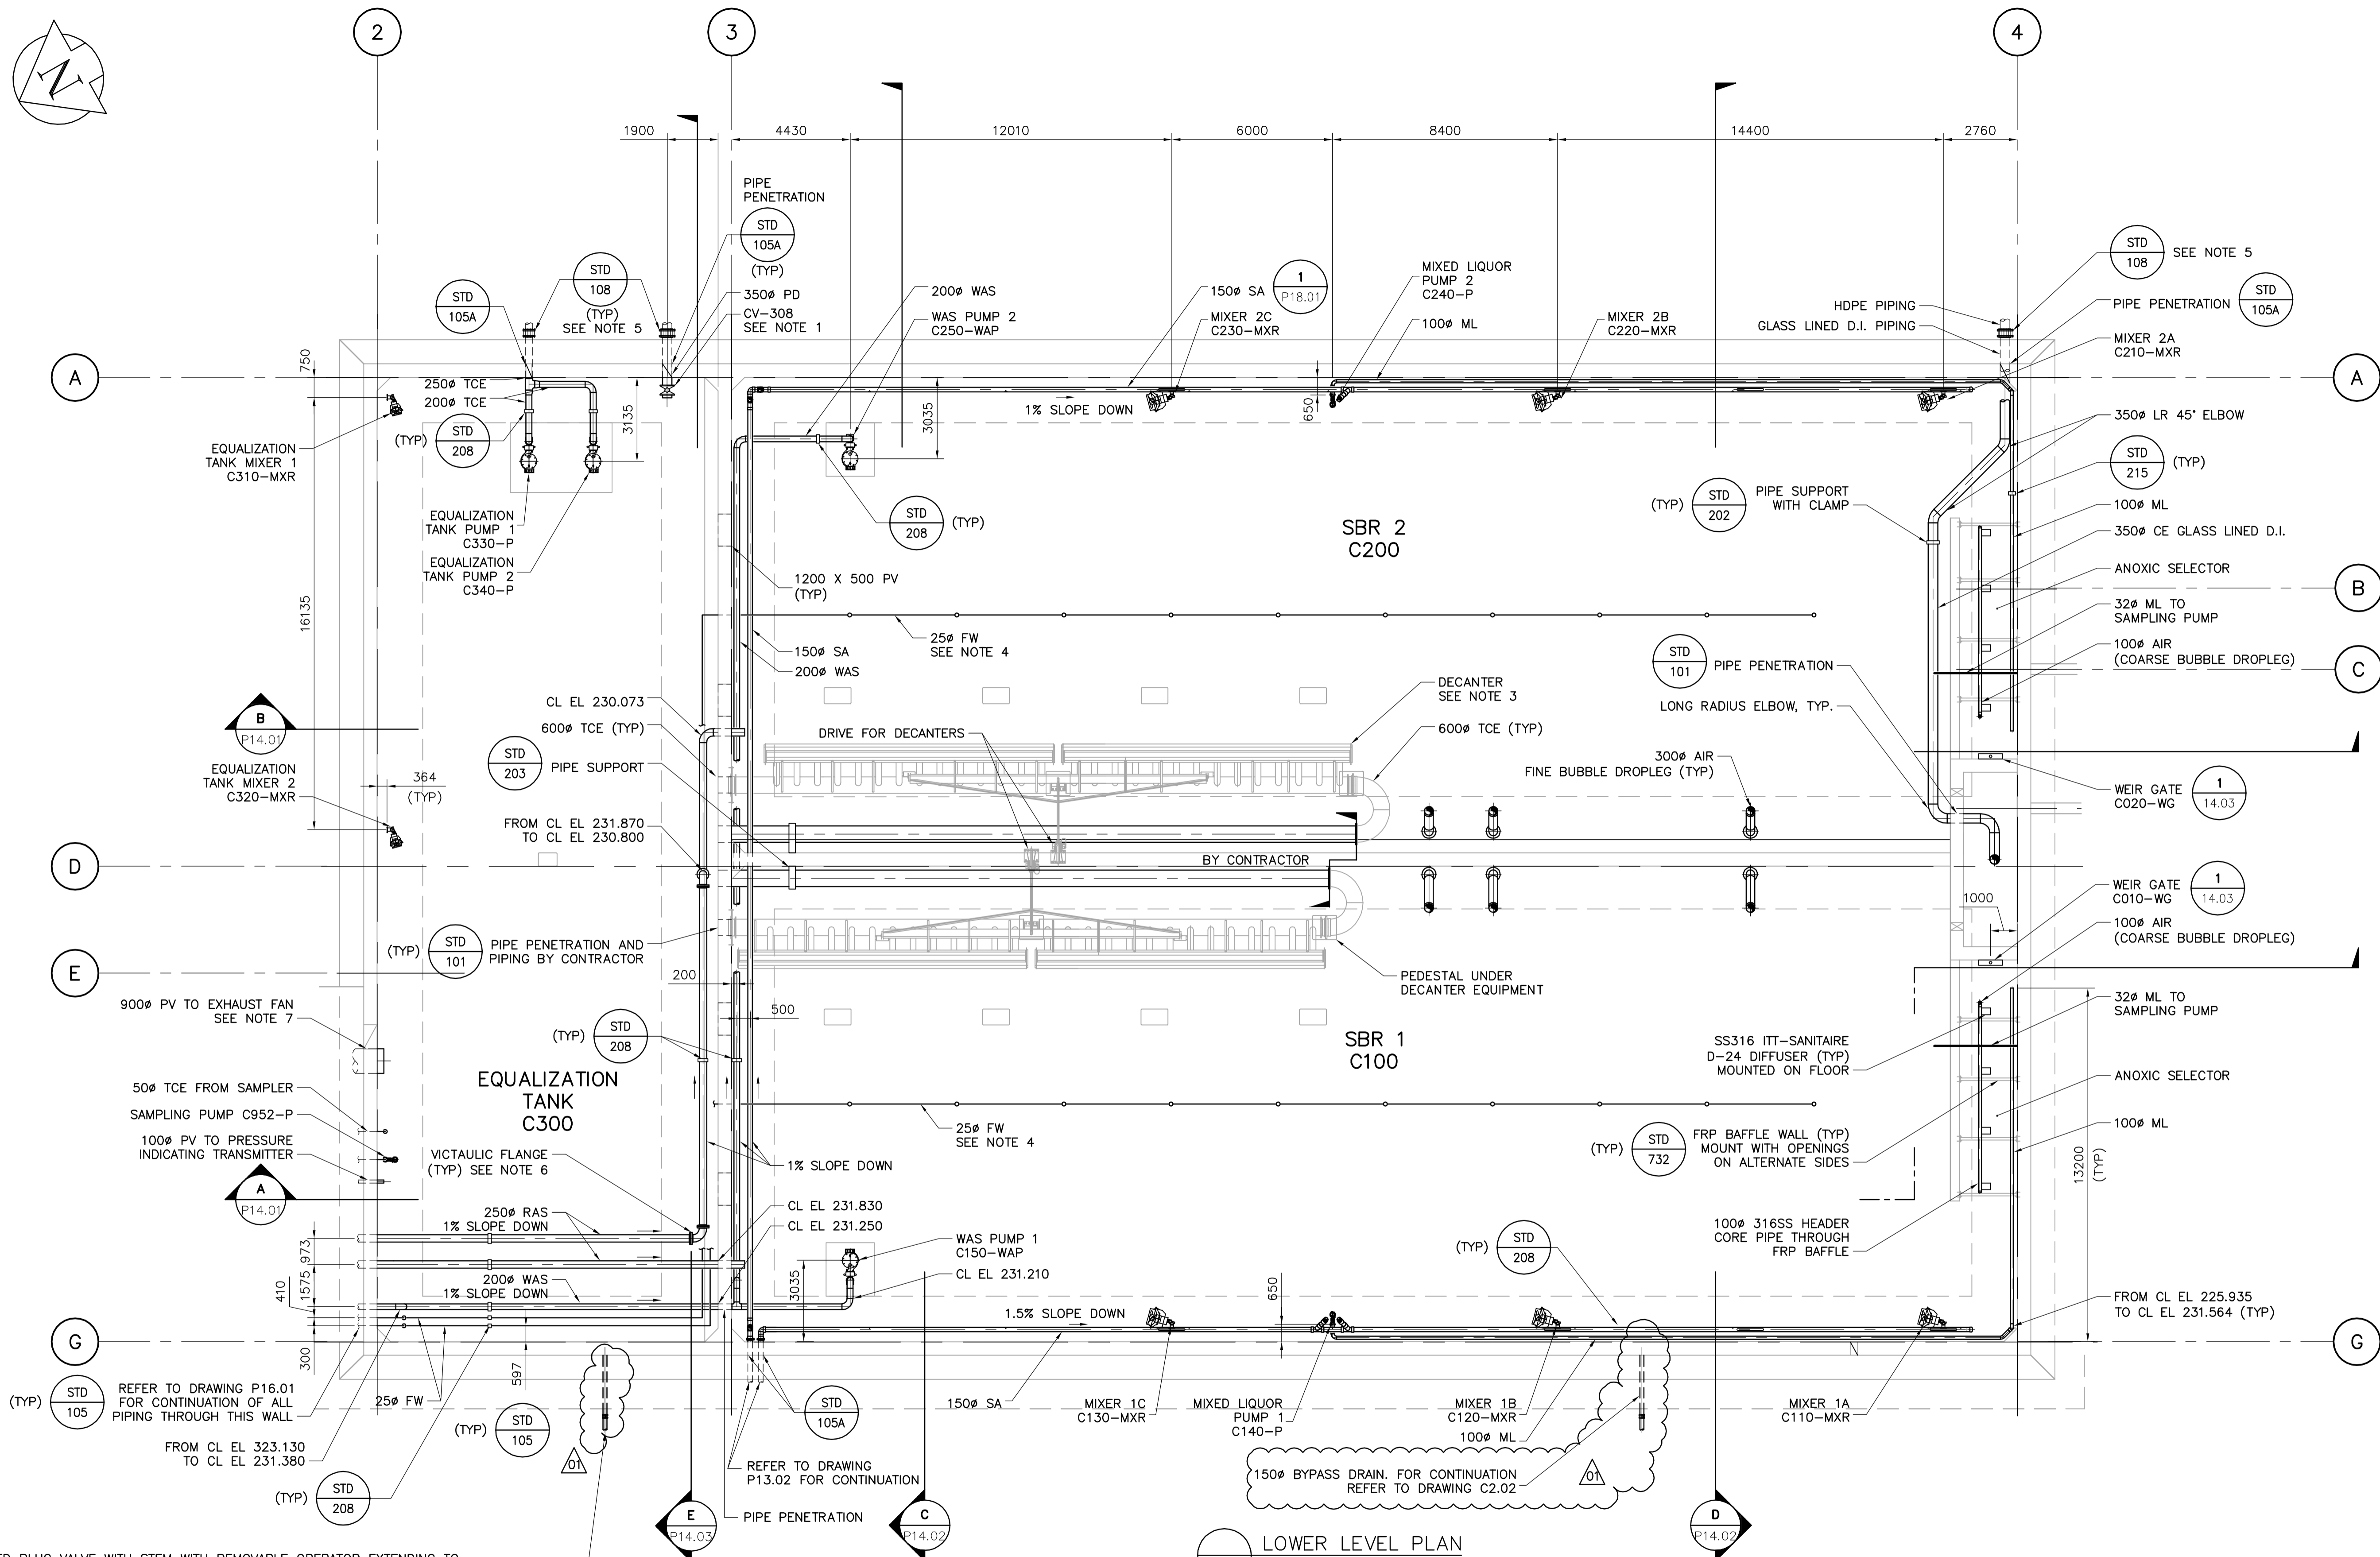 N
2
3
4
1900
4430
12010
6000
8400
14400
2760
PIPE
PENETRATION
STD
105A
(TYP)
350ø PD
CV-308
SEE NOTE 1
STD
108
(TYP)
SEE NOTE 5
STD
105A
200ø WAS
WAS PUMP 2
C250-WAP
150ø SA
1
P18.01
MIXER 2C
C230-MXR
MIXED LIQUOR
PUMP 2
C240-P
100ø ML
MIXER 2B
C220-MXR
HDPE PIPING
GLASS LINED D.I. PIPING
STD
108
SEE NOTE 5
PIPE PENETRATION
STD
105A
MIXER 2A
C210-MXR
A
A
750
250ø TCE
200ø TCE
(TYP)
STD
208
3135
3035
1% SLOPE DOWN
650
350ø LR 45° ELBOW
STD
215
(TYP)
EQUALIZATION
TANK MIXER 1
C310-MXR
EQUALIZATION
TANK PUMP 1
C330-P
EQUALIZATION
TANK PUMP 2
C340-P
STD
208
(TYP)
SBR 2
C200
(TYP)
STD
202
PIPE SUPPORT
WITH CLAMP
100ø ML
350ø CE GLASS LINED D.I.
ANOXIC SELECTOR
B
32ø ML TO
SAMPLING PUMP
100ø AIR
(COARSE BUBBLE DROPLEG)
C
1200 X 500 PV
(TYP)
16135
25ø FW
SEE NOTE 4
150ø SA
200ø WAS
STD
101
PIPE PENETRATION
LONG RADIUS ELBOW, TYP.
CL EL 230.073
600ø TCE (TYP)
DECANTER
SEE NOTE 3
600ø TCE (TYP)
DRIVE FOR DECANTERS
B
P14.01
STD
203
PIPE SUPPORT
300ø AIR
FINE BUBBLE DROPLEG (TYP)
EQUALIZATION
TANK MIXER 2
C320-MXR
364
(TYP)
WEIR GATE
C020-WG
1
14.03
FROM CL EL 231.870
TO CL EL 230.800
D
BY CONTRACTOR
WEIR GATE
C010-WG
1
14.03
1000
100ø AIR
(COARSE BUBBLE DROPLEG)
(TYP)
STD
101
PIPE PENETRATION AND
PIPING BY CONTRACTOR
E
200
500
PEDESTAL UNDER
DECANTER EQUIPMENT
900ø PV TO EXHAUST FAN
SEE NOTE 7
(TYP)
STD
208
SBR 1
C100
SS316 ITT-SANITAIRE
D-24 DIFFUSER (TYP)
MOUNTED ON FLOOR
32ø ML TO
SAMPLING PUMP
ANOXIC SELECTOR
50ø TCE FROM SAMPLER
SAMPLING PUMP C952-P
100ø PV TO PRESSURE
INDICATING TRANSMITTER
EQUALIZATION
TANK
C300
25ø FW
SEE NOTE 4
100ø ML
(TYP)
STD
732
FRP BAFFLE WALL (TYP)
MOUNT WITH OPENINGS
ON ALTERNATE SIDES
VICTAULIC FLANGE
(TYP) SEE NOTE 6
1% SLOPE DOWN
13200
(TYP)
A
P14.01
250ø RAS
1% SLOPE DOWN
CL EL 231.830
CL EL 231.250
100ø 316SS HEADER
CORE PIPE THROUGH
FRP BAFFLE
973
1575
410
300
200ø WAS
1% SLOPE DOWN
WAS PUMP 1
C150-WAP
CL EL 231.210
(TYP)
STD
208
3035
650
1.5% SLOPE DOWN
FROM CL EL 225.935
TO CL EL 231.564 (TYP)
G
G
597
(TYP)
STD
105
REFER TO DRAWING P16.01
FOR CONTINUATION OF ALL
PIPING THROUGH THIS WALL
25ø FW
(TYP)
STD
105
01
STD
105A
150ø SA
MIXER 1C
C130-MXR
MIXED LIQUOR
PUMP 1
C140-P
MIXER 1B
C120-MXR
100ø ML
MIXER 1A
C110-MXR
FROM CL EL 323.130
TO CL EL 231.380
(TYP)
STD
208
REFER TO DRAWING
P13.02 FOR CONTINUATION
150ø BYPASS DRAIN. FOR CONTINUATION
REFER TO DRAWING C2.02
01
PIPE PENETRATION
E
P14.03
C
P14.02
D
P14.02
LOWER LEVEL PLAN
PLUG VALVE WITH STEM WITH REMOVABLE OPERATOR EXTENDING TO